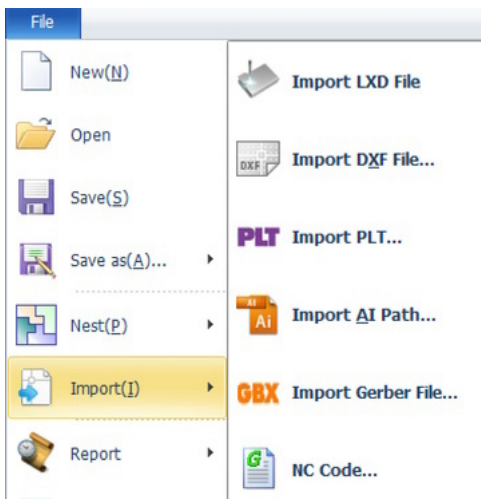 File
New(N)
Open
Save(S)
Save as(A)...
Nest(P)
Import(I)
Report
Import LXD File
DXF
Import DXF File...
PLT
Import PLT...
AI
Ai
Import AI Path...
GBX
Import Gerber File...
G
NC Code...